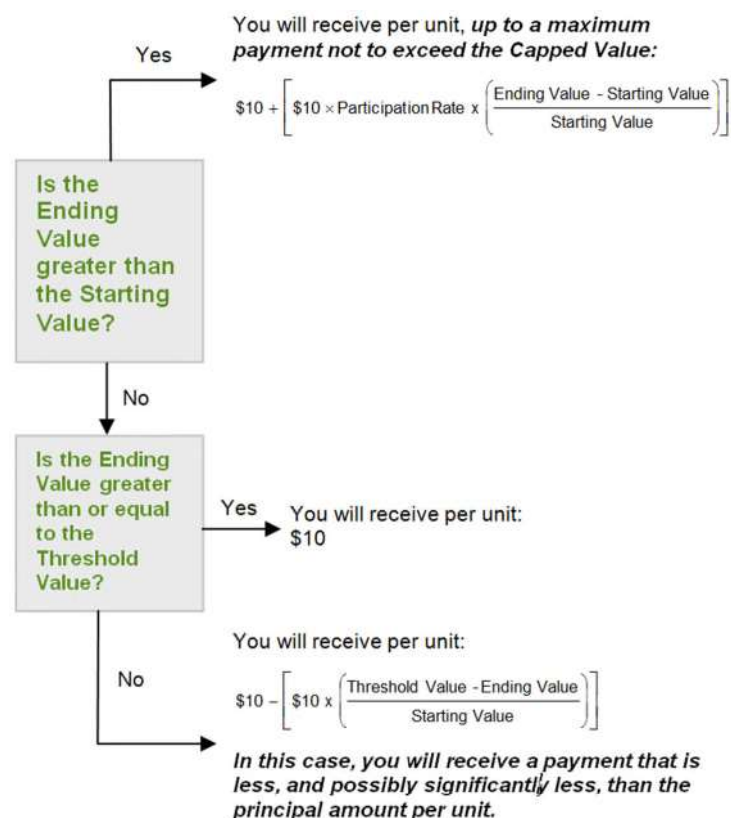 You will receive per unit, up to a maximum
payment not to exceed the Capped Value:
Yes
$10 + [ $10 × Participation Rate x ( Ending Value - Starting Value / Starting Value ) ]
Is the
Ending
Value
greater than
the Starting
Value?
No
Is the Ending
Value greater
than or equal
to the
Threshold
Value?
Yes
You will receive per unit:
$10
No
You will receive per unit:
$10 – [ $10 x ( Threshold Value - Ending Value / Starting Value ) ]
In this case, you will receive a payment that is
less, and possibly significantly less, than the
principal amount per unit.